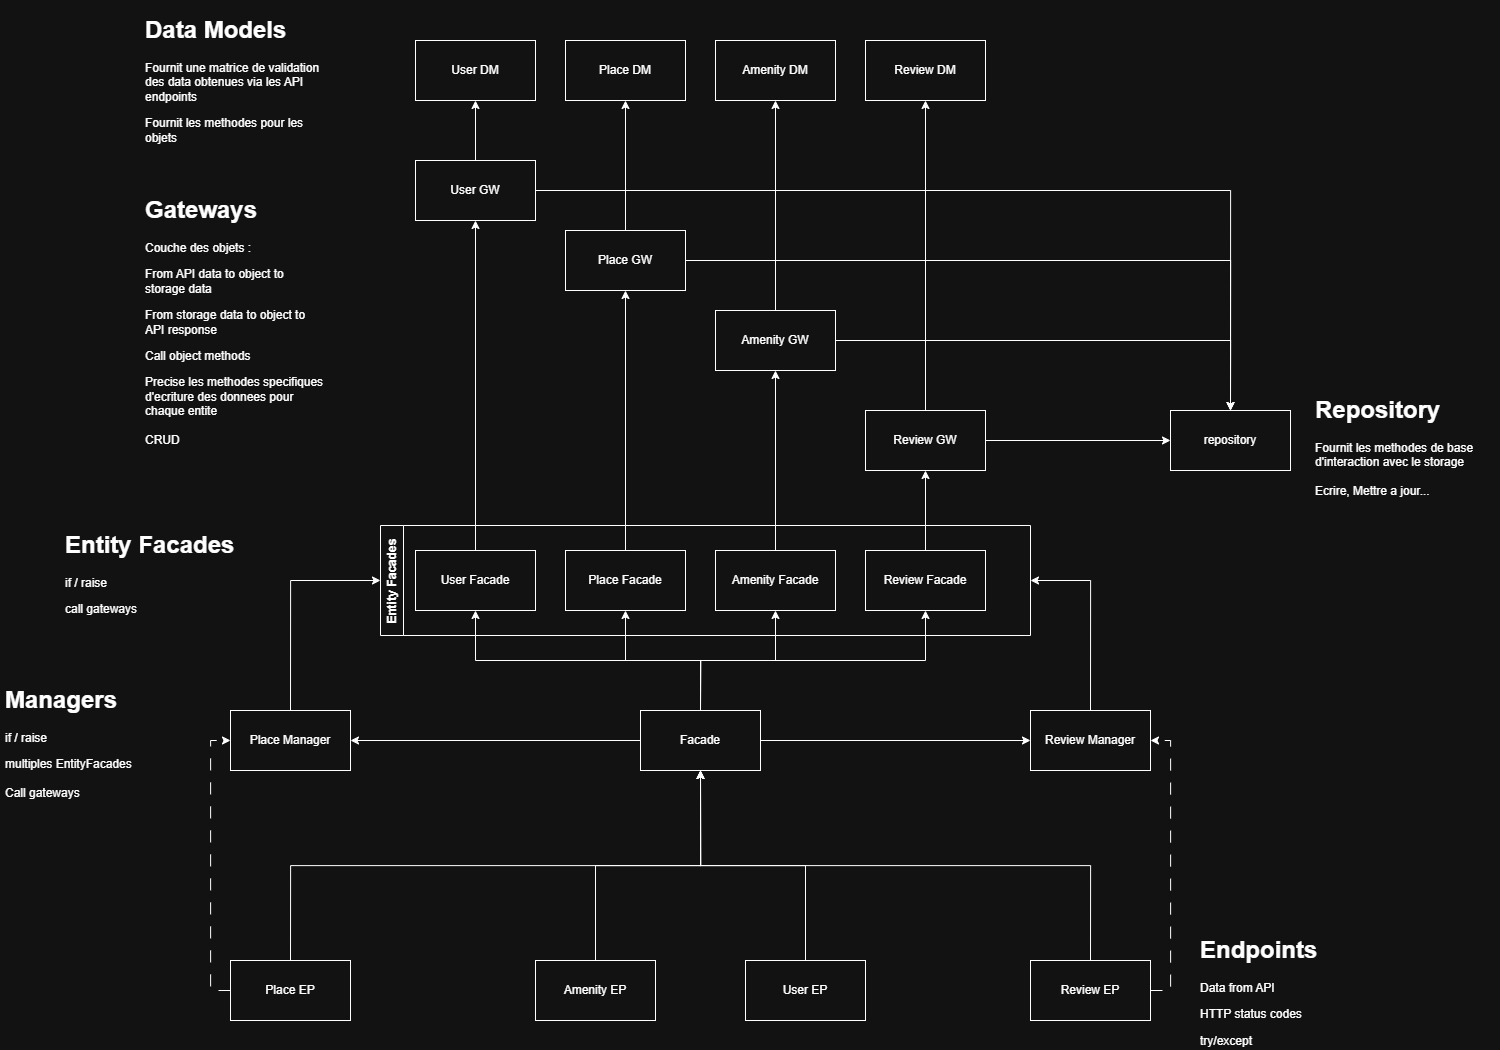 Data Models
Fournit une matrice de validation
des data obtenues via les API
endpoints
Fournit les methodes pour les
objets
User DM
Place DM
Amenity DM
Review DM
User GW
Gateways
Couche des objets :
From API data to object to
storage data
From storage data to object to
API response
Call object methods
Precise les methodes specifiques
d'ecriture des donnees pour
chaque entite
CRUD
Place GW
Amenity GW
Review GW
repository
Repository
Fournit les methodes de base
d'interaction avec le storage
Ecrire, Mettre a jour...
Entity Facades
if / raise
call gateways
Entity Facades
User Facade
Place Facade
Amenity Facade
Review Facade
Managers
if / raise
multiples EntityFacades
Call gateways
Place Manager
Facade
Review Manager
Place EP
Amenity EP
User EP
Review EP
Endpoints
Data from API
HTTP status codes
try/except